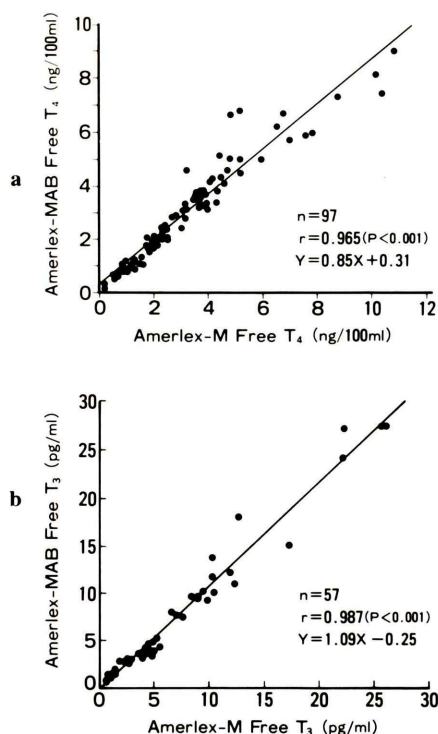 a
Amerlex-MAB Free T₄ (ng/100ml)
10
8
6
4
2
0
n=97
r=0.965(P<0.001)
Y=0.85X+0.31
0 2 4 6 8 10 12
Amerlex-M Free T₄ (ng/100ml)
b
Amerlex-MAB Free T₃ (pg/ml)
30
25
20
15
10
5
0
n=57
r=0.987(P<0.001)
Y=1.09X−0.25
0 5 10 15 20 25 30
Amerlex-M Free T₃ (pg/ml)